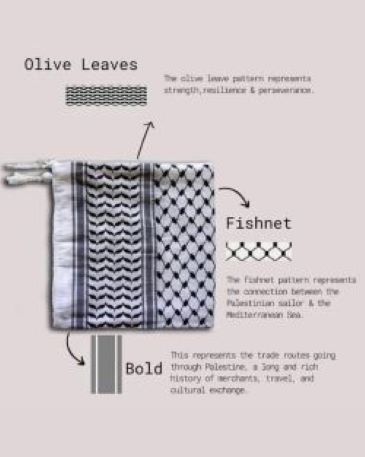 Olive Leaves
The olive leave pattern represents
strength,resilience & perseverance.
Fishnet
The fishnet pattern represents
the connection between the
Palestinian sailor & the
Mediterranean Sea.
Bold
This represents the trade routes going
through Palestine, a long and rich
history of merchants, travel, and
cultural exchange.